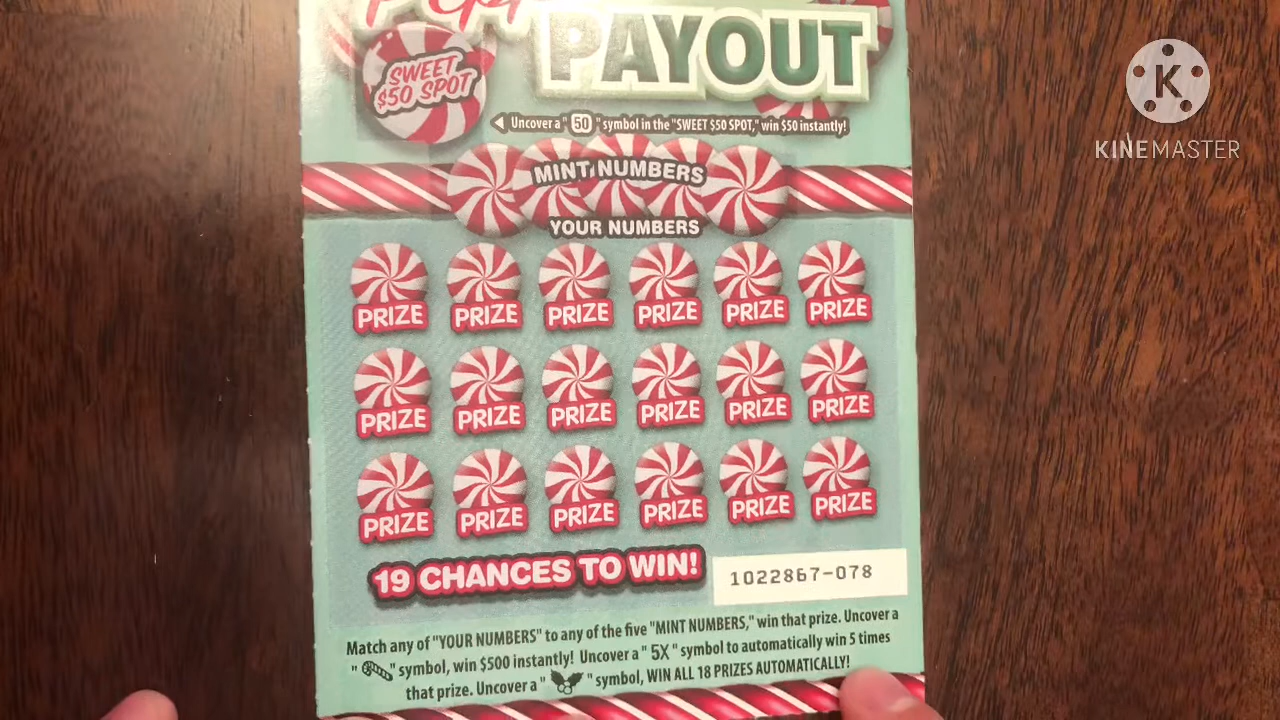 PAYOUT
SWEET
$50 SPOT
Uncover a " 50 " symbol in the "SWEET $50 SPOT," win $50 instantly!
MINT NUMBERS
YOUR NUMBERS
PRIZE PRIZE PRIZE PRIZE PRIZE PRIZE
PRIZE PRIZE PRIZE PRIZE PRIZE PRIZE
PRIZE PRIZE PRIZE PRIZE PRIZE PRIZE
19 CHANCES TO WIN!
1022867-078
Match any of "YOUR NUMBERS" to any of the five "MINT NUMBERS," win that prize. Uncover a
" " symbol, win $500 instantly! Uncover a " 5X " symbol to automatically win 5 times
that prize. Uncover a " " symbol, WIN ALL 18 PRIZES AUTOMATICALLY!
K
KINEMASTER